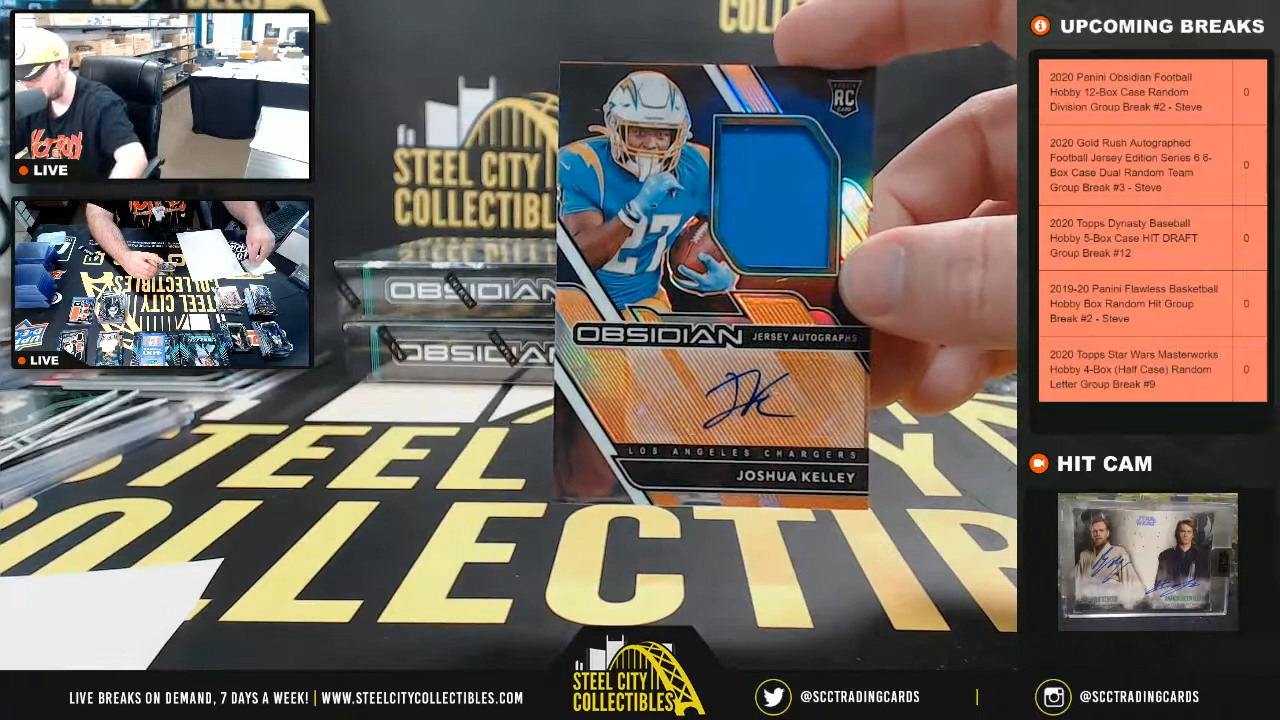 LIVE
LIVE
STEEL CITY
COLLECTIBLES
OBSIDIAN
OBSIDIAN
STEEL
COLLECTIBLES
RC
27
OBSIDIAN JERSEY AUTOGRAPHS
LOS ANGELES CHARGERS
JOSHUA KELLEY
UPCOMING BREAKS
2020 Panini Obsidian Football
Hobby 12-Box Case Random
Division Group Break #2 - Steve
0
2020 Gold Rush Autographed
Football Jersey Edition Series 6 6-
Box Case Dual Random Team
Group Break #3 - Steve
0
2020 Topps Dynasty Baseball
Hobby 5-Box Case HIT DRAFT
Group Break #12
0
2019-20 Panini Flawless Basketball
Hobby Box Random Hit Group
Break #2 - Steve
0
2020 Topps Star Wars Masterworks
Hobby 4-Box (Half Case) Random
Letter Group Break #9
0
HIT CAM
STAR WARS
LIVE BREAKS ON DEMAND, 7 DAYS A WEEK! | WWW.STEELCITYCOLLECTIBLES.COM
STEEL CITY
COLLECTIBLES
@SCCTRADINGCARDS | @SCCTRADINGCARDS